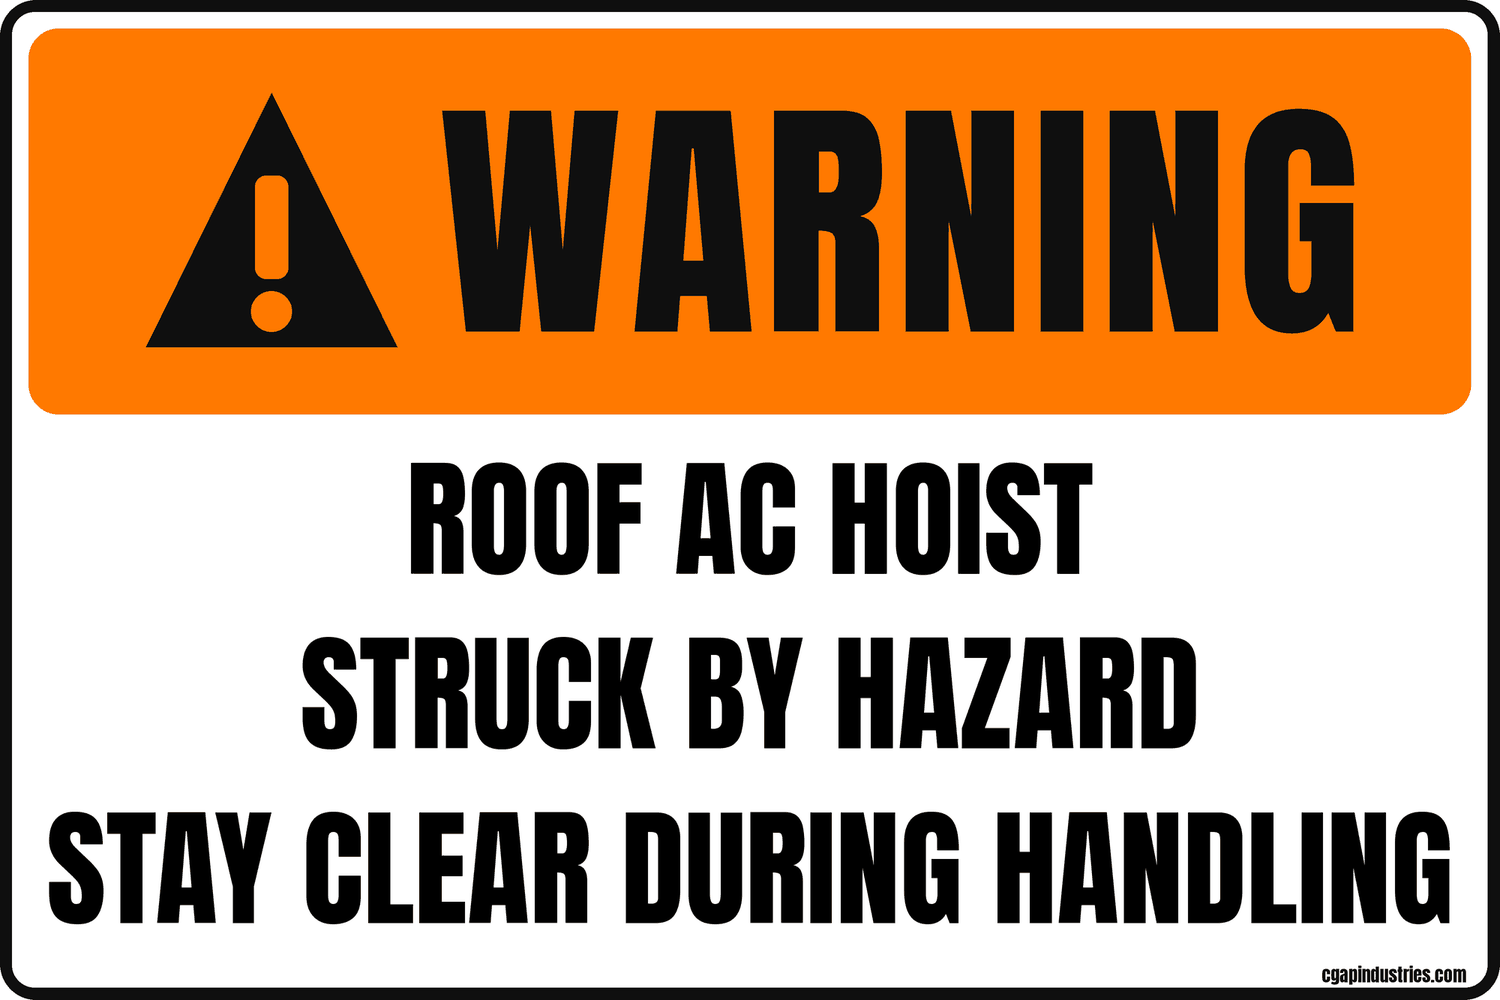 WARNING
ROOF AC HOIST
STRUCK BY HAZARD
STAY CLEAR DURING HANDLING
cgapindustries.com